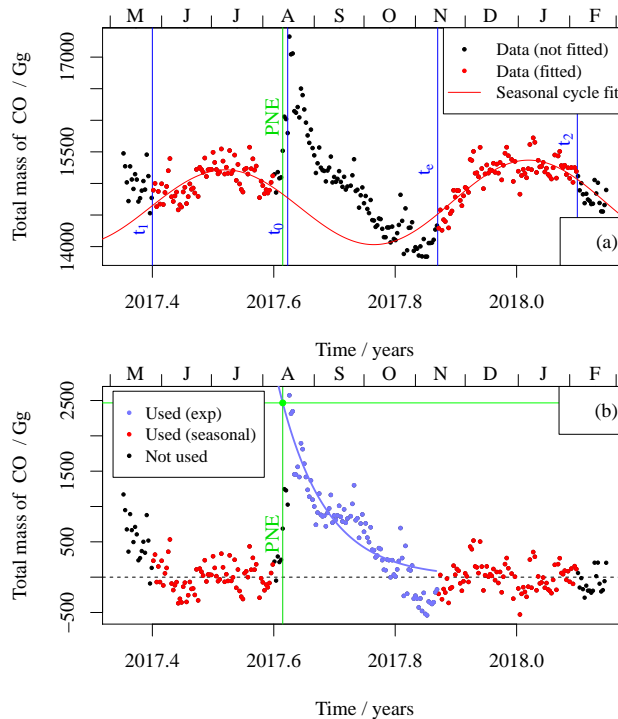 M J J A S O N D J F
Total mass of CO / Gg
14000 15500 17000
Data (not fitted)
Data (fitted)
Seasonal cycle fit
PNE
t1
t0
te
t2
(a)
2017.4 2017.6 2017.8 2018.0
Time / years
M J J A S O N D J F
Total mass of CO / Gg
−500 500 1500 2500
Used (exp)
Used (seasonal)
Not used
PNE
(b)
2017.4 2017.6 2017.8 2018.0
Time / years